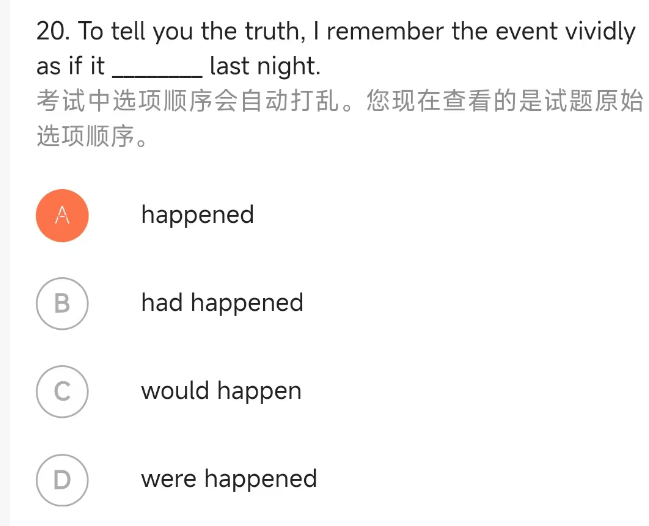 20. To tell you the truth, I remember the event vividly
as if it ________ last night.
考试中选项顺序会自动打乱。您现在查看的是试题原始
选项顺序。
A happened
B had happened
C would happen
D were happened